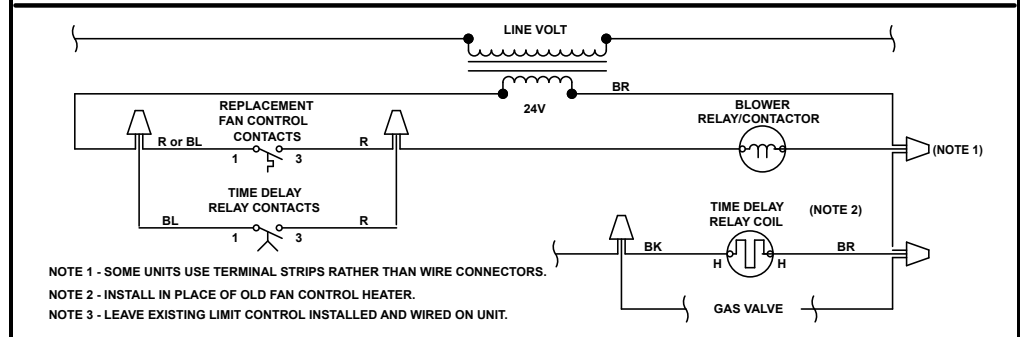 LINE VOLT
BR
24V
REPLACEMENT
FAN CONTROL
CONTACTS
BLOWER
RELAY/CONTACTOR
R or BL
1
3
R
(NOTE 1)
TIME DELAY
RELAY CONTACTS
BL
1
3
R
TIME DELAY
RELAY COIL
(NOTE 2)
BK
H
H
BR
NOTE 1 - SOME UNITS USE TERMINAL STRIPS RATHER THAN WIRE CONNECTORS.
NOTE 2 - INSTALL IN PLACE OF OLD FAN CONTROL HEATER.
NOTE 3 - LEAVE EXISTING LIMIT CONTROL INSTALLED AND WIRED ON UNIT.
GAS VALVE